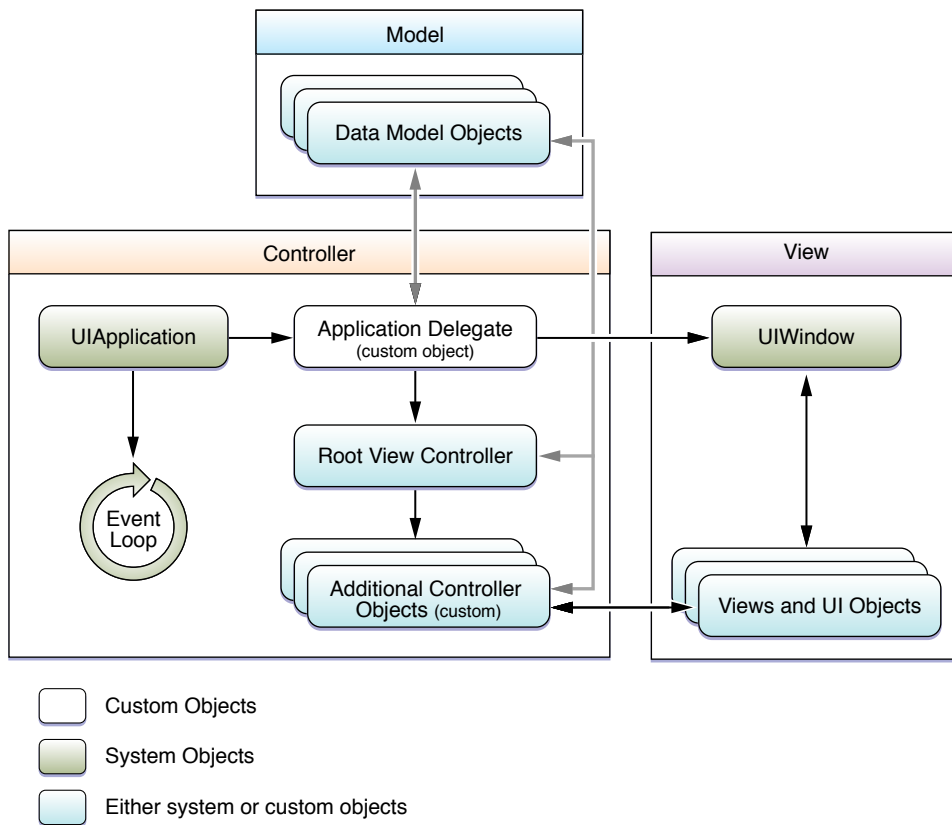 Model
Data Model Objects
Controller
View
UIApplication
Application Delegate
(custom object)
UIWindow
Root View Controller
Event
Loop
Additional Controller
Objects (custom)
Views and UI Objects
Custom Objects
System Objects
Either system or custom objects